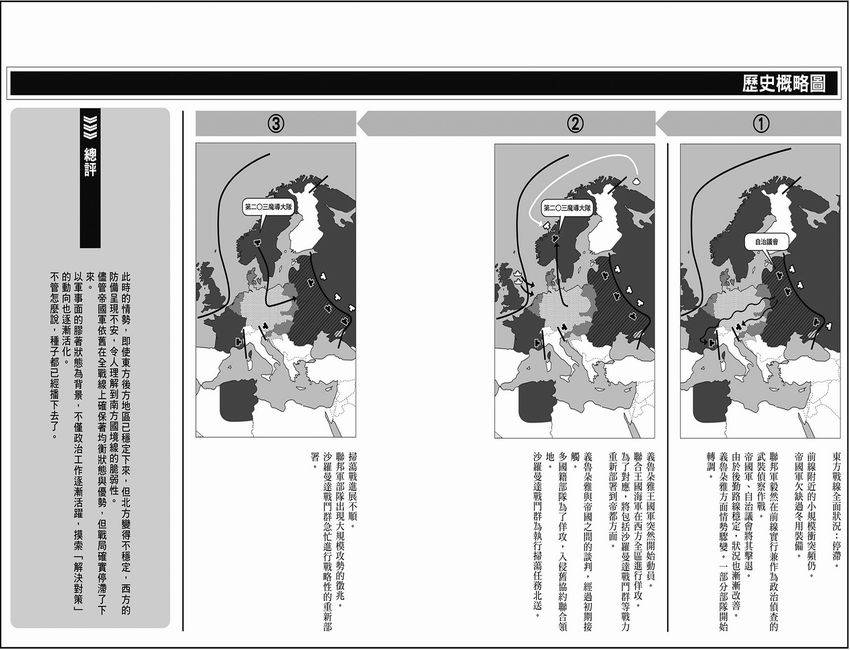 歷史概略圖
①
自治議會
東方戰線全面狀況：停滯。
前線附近的小規模衝突頻仍。
帝國軍欠缺過冬用裝備。
聯邦軍毅然在前線實行兼作為政治偵查的
武裝偵察作戰。
帝國軍、自治議會將其擊退。
由於後勤路線穩定，狀況也漸漸改善。
義魯朵雅方面情勢驟變。一部分部隊開始
轉調。
②
第二〇三魔導大隊
義魯朵雅王國軍突然開始動員。
聯合王國海軍在西方全區進行佯攻。
為了對應，將包括沙羅曼達戰鬥群等戰力
重新部署到帝都方面。
義魯朵雅與帝國之間的談判，經過初期接
觸。
多國籍部隊為了佯攻，入侵舊協約聯合領
地。
沙羅曼達戰鬥群為執行掃蕩任務北送。
③
第二〇三魔導大隊
掃蕩戰進展不順。
聯邦軍部隊出現大規模攻勢的徵兆。
沙羅曼達戰鬥群急忙進行戰略性的重新部
署。
總評
此時的情勢，即使東方後方地區已穩定下來，但北方變得不穩定，西方的
防備呈現不安，令人理解到南方國境線的脆弱性。
儘管帝國軍依舊在全戰線上確保著均衡狀態與優勢，但戰局確實停滯了下
來。
以軍事面的膠著狀態為背景，不僅政治工作逐漸活躍，摸索「解決對策」
的動向也逐漸活化。
不管怎麼說，種子都已經播下去了。